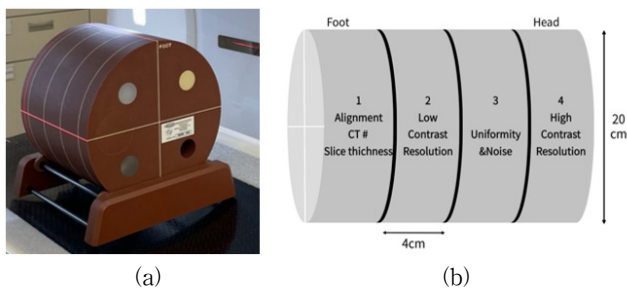 FOOT
Foot
Head
1
Alignment
CT #
Slice thickness
2
Low
Contrast
Resolution
3
Uniformity
&Noise
4
High
Contrast
Resolution
20
cm
4cm
(a)
(b)